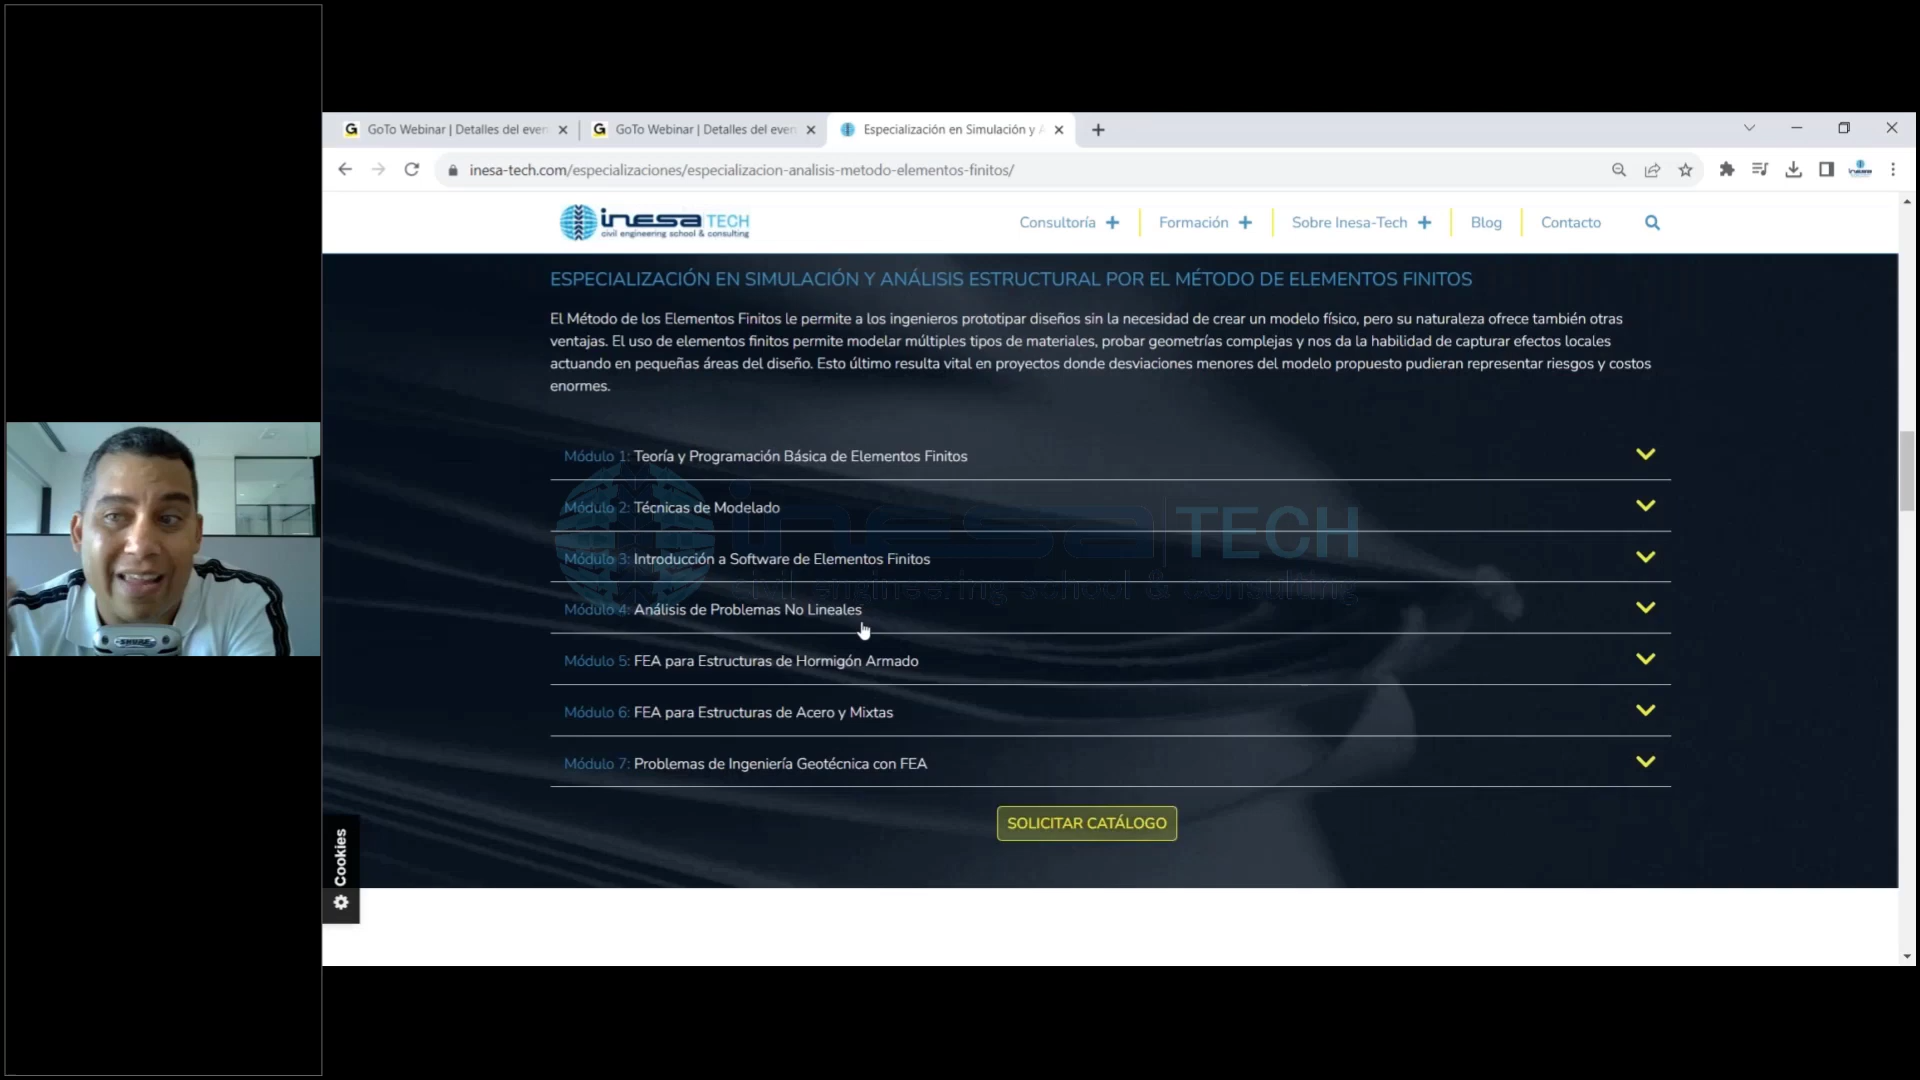 GoTo Webinar | Detalles del even
GoTo Webinar | Detalles del even
Especialización en Simulación y A
inesa-tech.com/especializaciones/especializacion-analisis-metodo-elementos-finitos/
inesa TECH
civil engineering school & consulting
Consultoría +
Formación +
Sobre Inesa-Tech +
Blog
Contacto
ESPECIALIZACIÓN EN SIMULACIÓN Y ANÁLISIS ESTRUCTURAL POR EL MÉTODO DE ELEMENTOS FINITOS
El Método de los Elementos Finitos le permite a los ingenieros prototipar diseños sin la necesidad de crear un modelo físico, pero su naturaleza ofrece también otras
ventajas. El uso de elementos finitos permite modelar múltiples tipos de materiales, probar geometrías complejas y nos da la habilidad de capturar efectos locales
actuando en pequeñas áreas del diseño. Esto último resulta vital en proyectos donde desviaciones menores del modelo propuesto pudieran representar riesgos y costos
enormes.
Módulo 1: Teoría y Programación Básica de Elementos Finitos
Módulo 2: Técnicas de Modelado
inesa TECH
Módulo 3: Introducción a Software de Elementos Finitos
civil engineering school & consulting
Módulo 4: Análisis de Problemas No Lineales
Módulo 5: FEA para Estructuras de Hormigón Armado
Módulo 6: FEA para Estructuras de Acero y Mixtas
Módulo 7: Problemas de Ingeniería Geotécnica con FEA
SOLICITAR CATÁLOGO
Cookies
SHURE